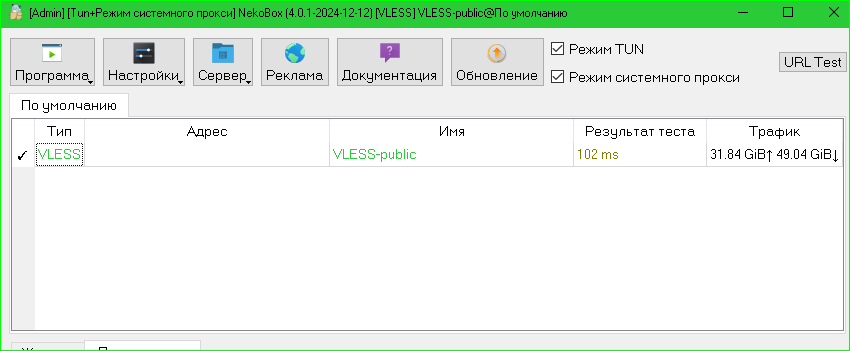 [Admin] [Tun+Режим системного прокси] NekoBox (4.0.1-2024-12-12) [VLESS] VLESS-public@По умолчанию
Программа Настройки Сервер Реклама Документация Обновление
Режим TUN
Режим системного прокси
URL Test
По умолчанию
Тип Адрес Имя Результат теста Трафик
✓ VLESS VLESS-public 102 ms 31.84 GiB↑ 49.04 GiB↓